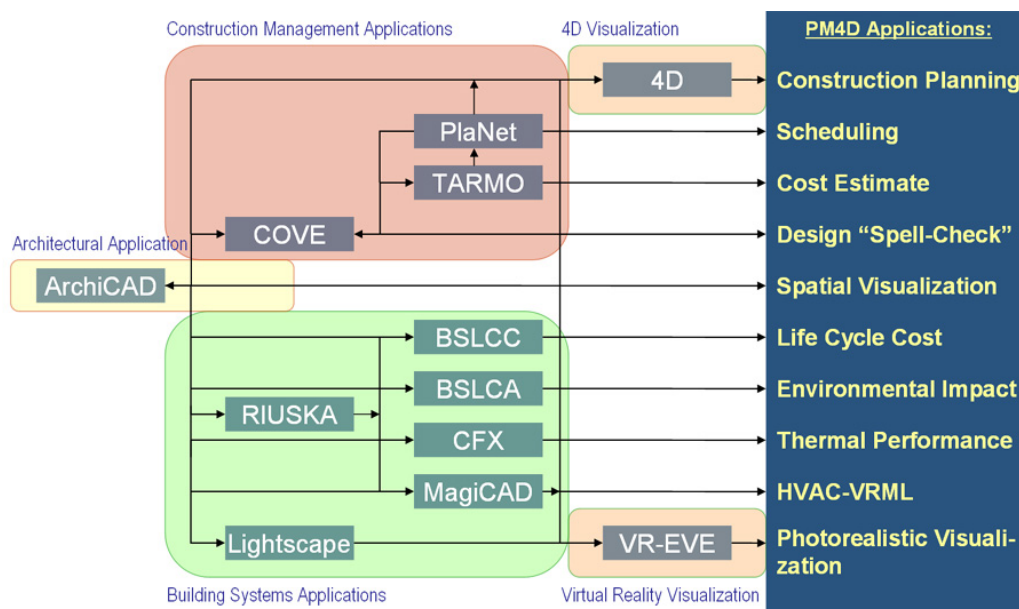 Construction Management Applications
4D Visualization
PM4D Applications:
4D
Construction Planning
PlaNet
Scheduling
TARMO
Cost Estimate
COVE
Design “Spell-Check”
Architectural Application
ArchiCAD
Spatial Visualization
BSLCC
Life Cycle Cost
BSLCA
Environmental Impact
RIUSKA
CFX
Thermal Performance
MagiCAD
HVAC-VRML
Lightscape
VR-EVE
Photorealistic Visuali-
zation
Building Systems Applications
Virtual Reality Visualization